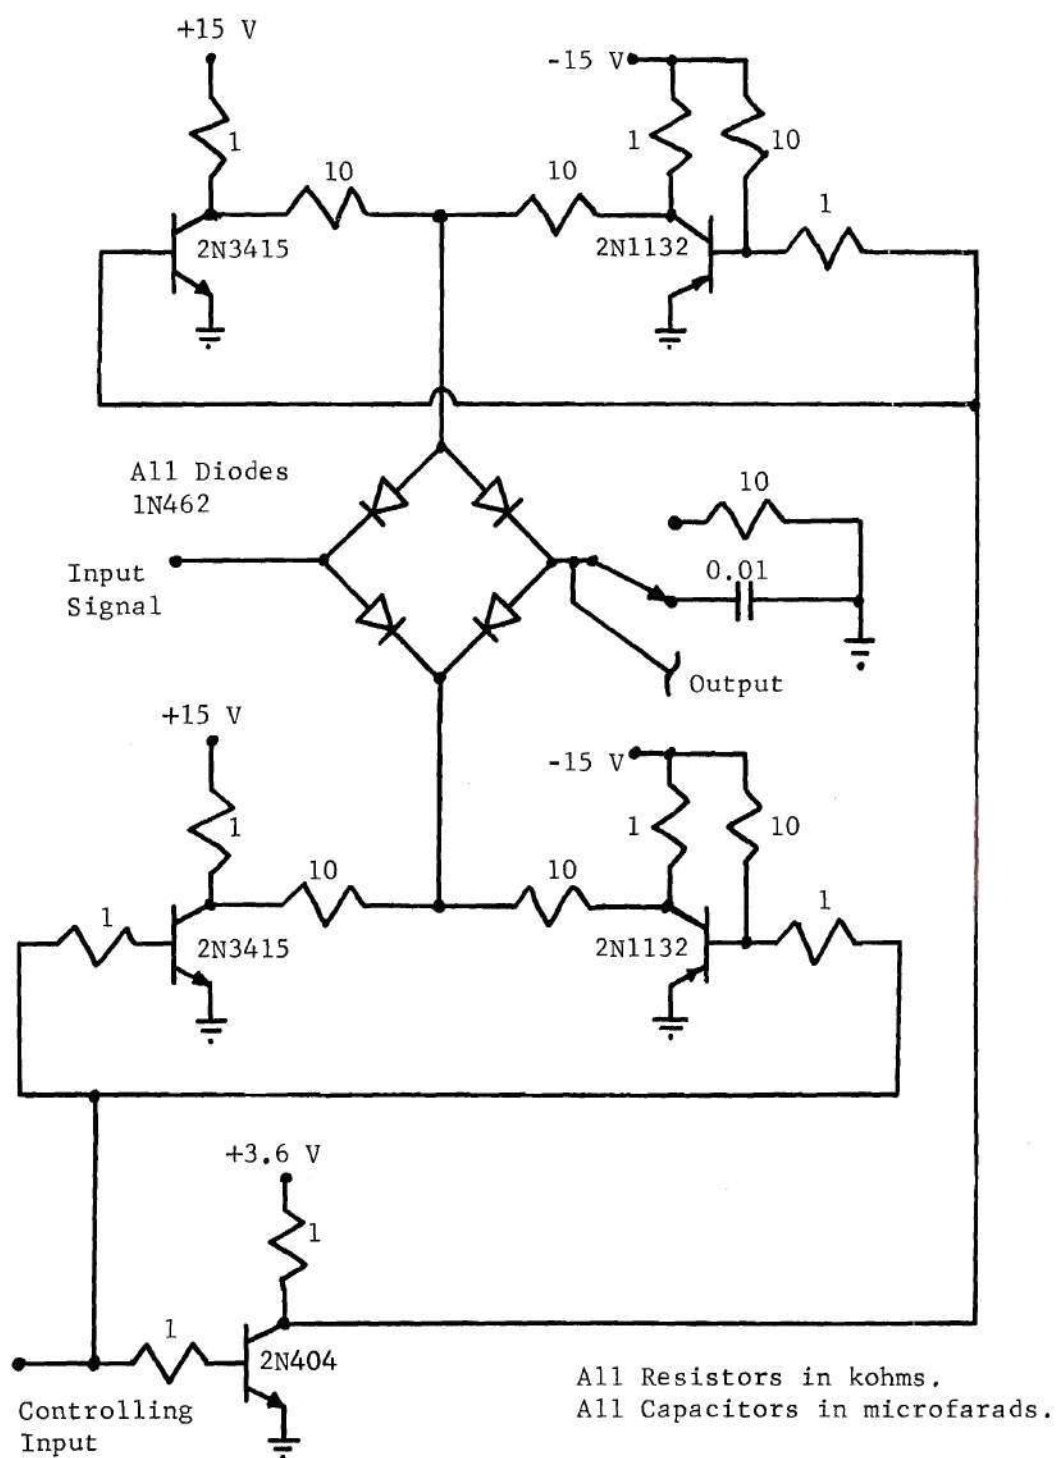 +15 V
-15 V
1
1
10
10
10
1
2N3415
2N1132
All Diodes
1N462
10
Input
Signal
0.01
Output
+15 V
-15 V
1
1
10
10
10
1
1
2N3415
2N1132
+3.6 V
1
1
2N404
Controlling
Input
All Resistors in kohms.
All Capacitors in microfarads.